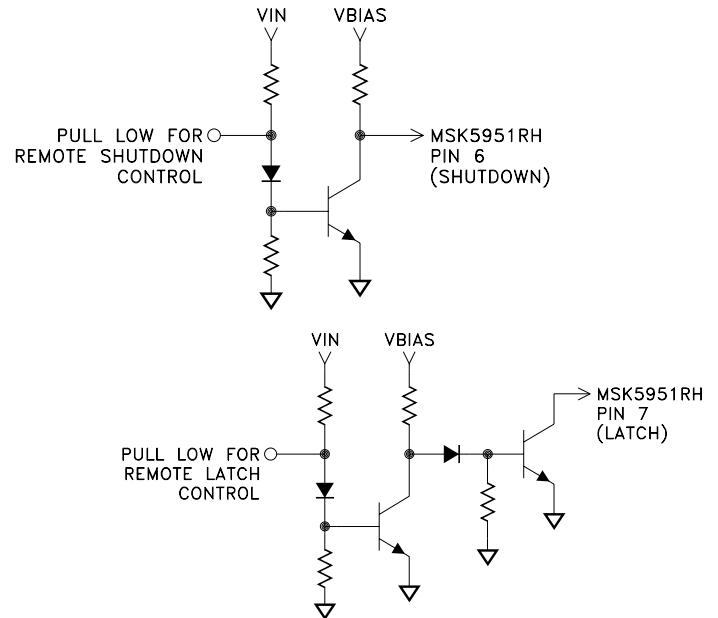 VIN
VBIAS
PULL LOW FOR
REMOTE SHUTDOWN
CONTROL
MSK5951RH
PIN 6
(SHUTDOWN)
VIN
VBIAS
PULL LOW FOR
REMOTE LATCH
CONTROL
MSK5951RH
PIN 7
(LATCH)